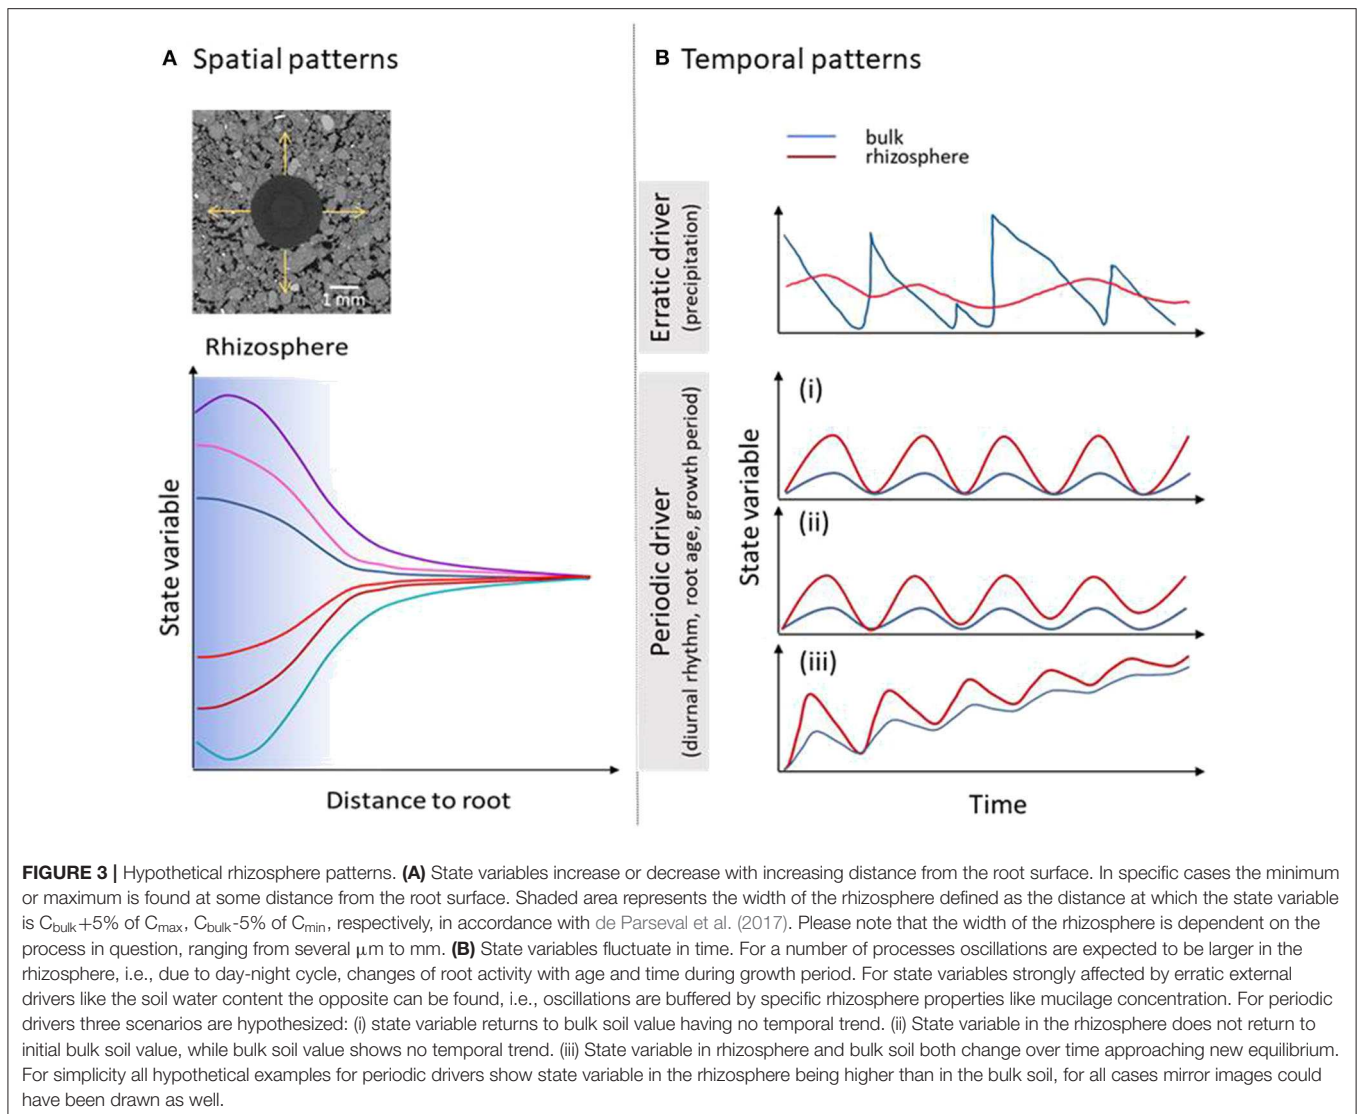 A Spatial patterns
1 mm
Rhizosphere
State variable
Distance to root
B Temporal patterns
bulk
rhizosphere
Erratic driver
(precipitation)
Periodic driver
(diurnal rhythm, root age, growth period)
State variable
(i)
(ii)
(iii)
Time
FIGURE 3 | Hypothetical rhizosphere patterns. (A) State variables increase or decrease with increasing distance from the root surface. In specific cases the minimum
or maximum is found at some distance from the root surface. Shaded area represents the width of the rhizosphere defined as the distance at which the state variable
is Cbulk+5% of Cmax, Cbulk-5% of Cmin, respectively, in accordance with de Parseval et al. (2017). Please note that the width of the rhizosphere is dependent on the
process in question, ranging from several μm to mm. (B) State variables fluctuate in time. For a number of processes oscillations are expected to be larger in the
rhizosphere, i.e., due to day-night cycle, changes of root activity with age and time during growth period. For state variables strongly affected by erratic external
drivers like the soil water content the opposite can be found, i.e., oscillations are buffered by specific rhizosphere properties like mucilage concentration. For periodic
drivers three scenarios are hypothesized: (i) state variable returns to bulk soil value having no temporal trend. (ii) State variable in the rhizosphere does not return to
initial bulk soil value, while bulk soil value shows no temporal trend. (iii) State variable in rhizosphere and bulk soil both change over time approaching new equilibrium.
For simplicity all hypothetical examples for periodic drivers show state variable in the rhizosphere being higher than in the bulk soil, for all cases mirror images could
have been drawn as well.